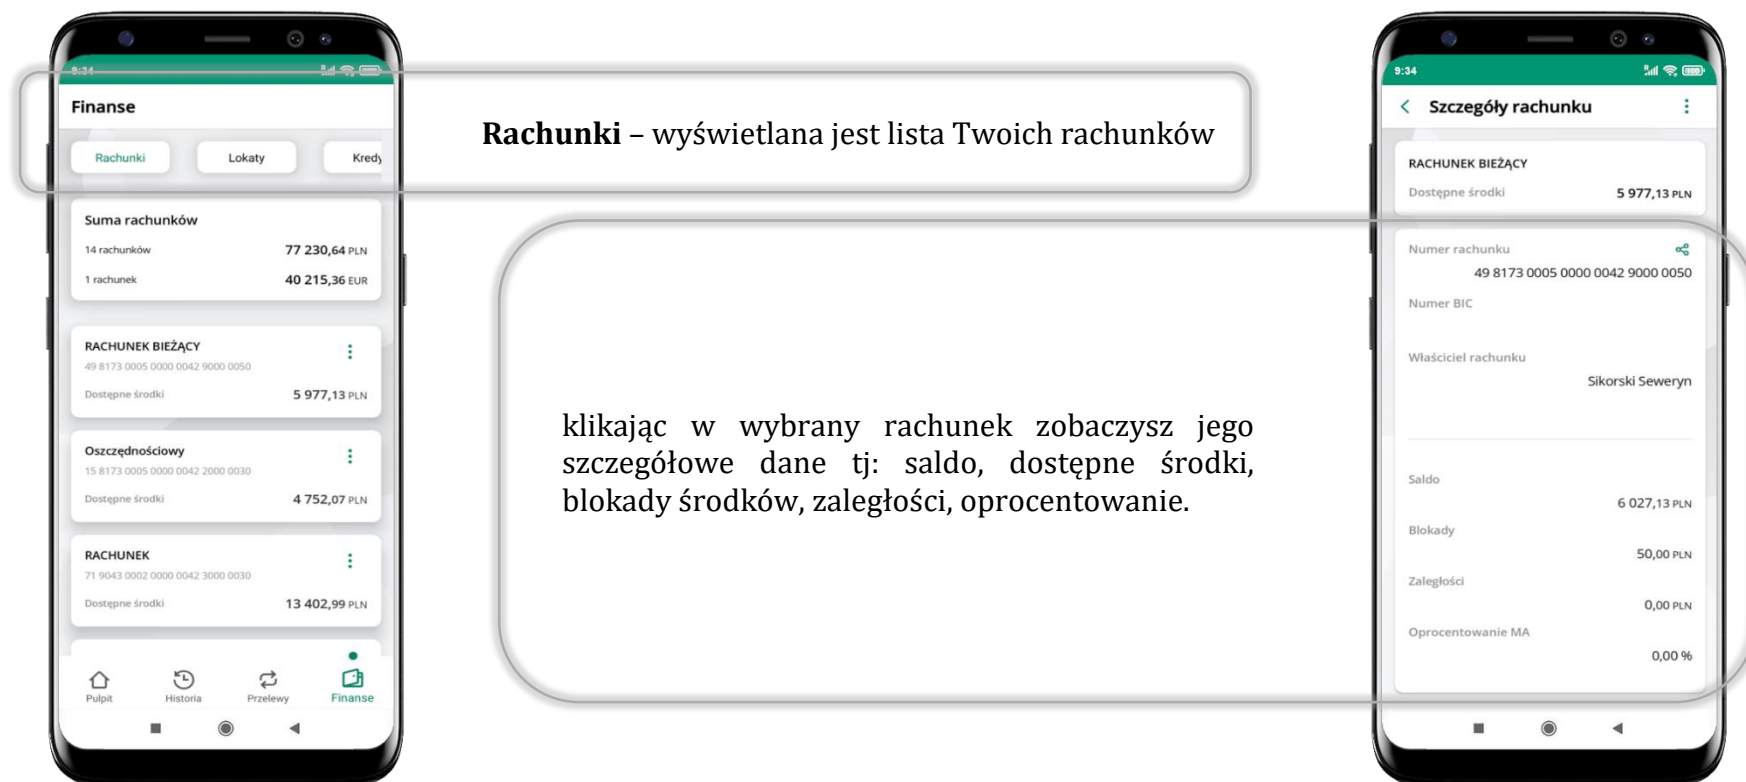 9:34
Finanse
Rachunki
Lokaty
Kredy
Suma rachunków
14 rachunków 77 230,64 PLN
1 rachunek 40 215,36 EUR
RACHUNEK BIEŻĄCY
49 8173 0005 0000 0042 9000 0050
Dostępne środki 5 977,13 PLN
Oszczędnościowy
15 8173 0005 0000 0042 2000 0030
Dostępne środki 4 752,07 PLN
RACHUNEK
71 9043 0002 0000 0042 3000 0030
Dostępne środki 13 402,99 PLN
Pulpit Historia Przelewy Finanse
Rachunki – wyświetlana jest lista Twoich rachunków
klikając w wybrany rachunek zobaczysz jego
szczegółowe dane tj: saldo, dostępne środki,
blokady środków, zaległości, oprocentowanie.
9:34
Szczegóły rachunku
RACHUNEK BIEŻĄCY
Dostępne środki 5 977,13 PLN
Numer rachunku
49 8173 0005 0000 0042 9000 0050
Numer BIC
Właściciel rachunku
Sikorski Seweryn
Saldo
6 027,13 PLN
Blokady
50,00 PLN
Zaległości
0,00 PLN
Oprocentowanie MA
0,00 %